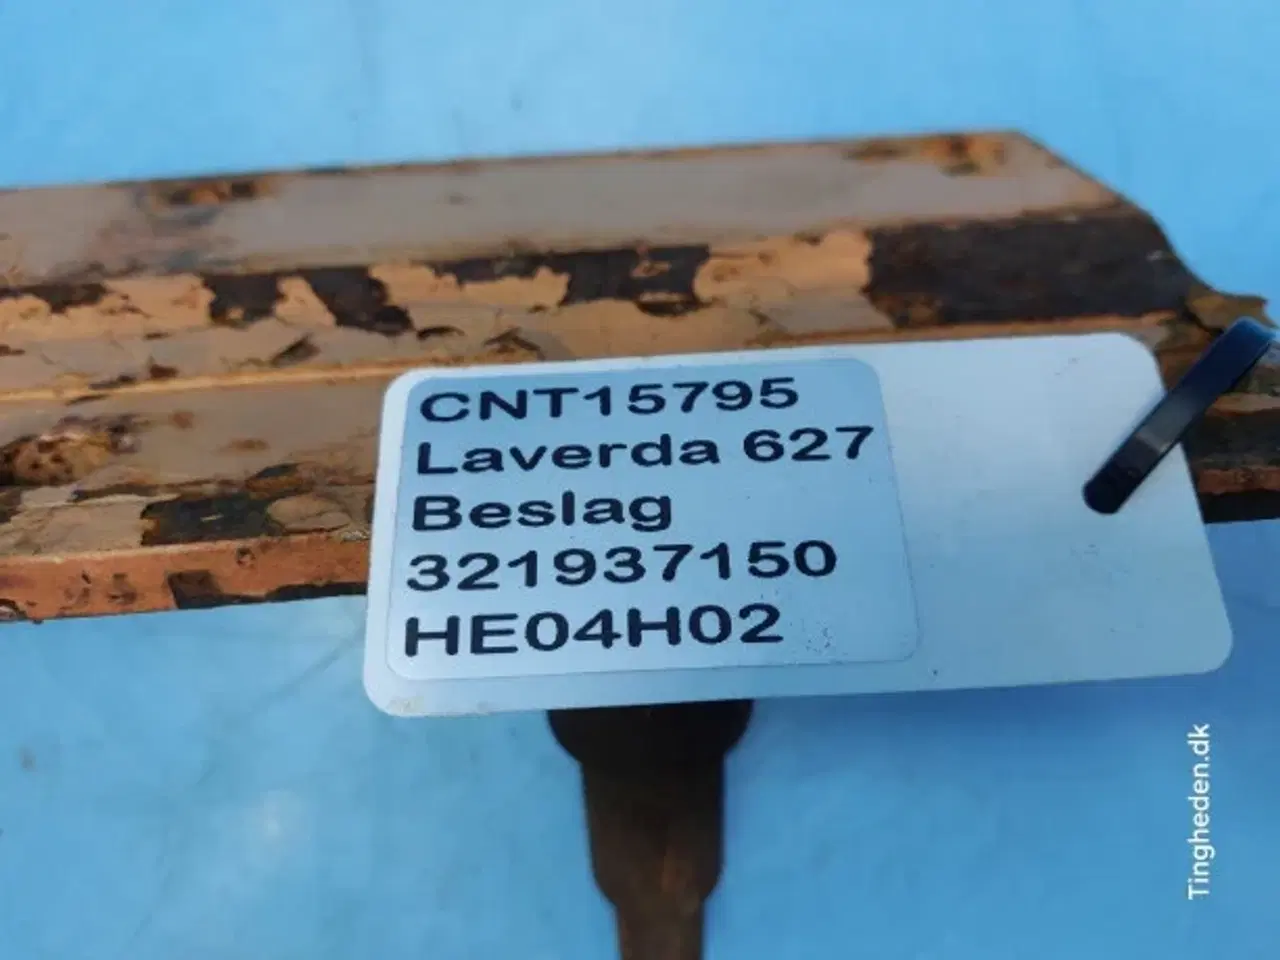 CNT15795
Laverda 627
Beslag
321937150
HE04H02
Tingheden.dk